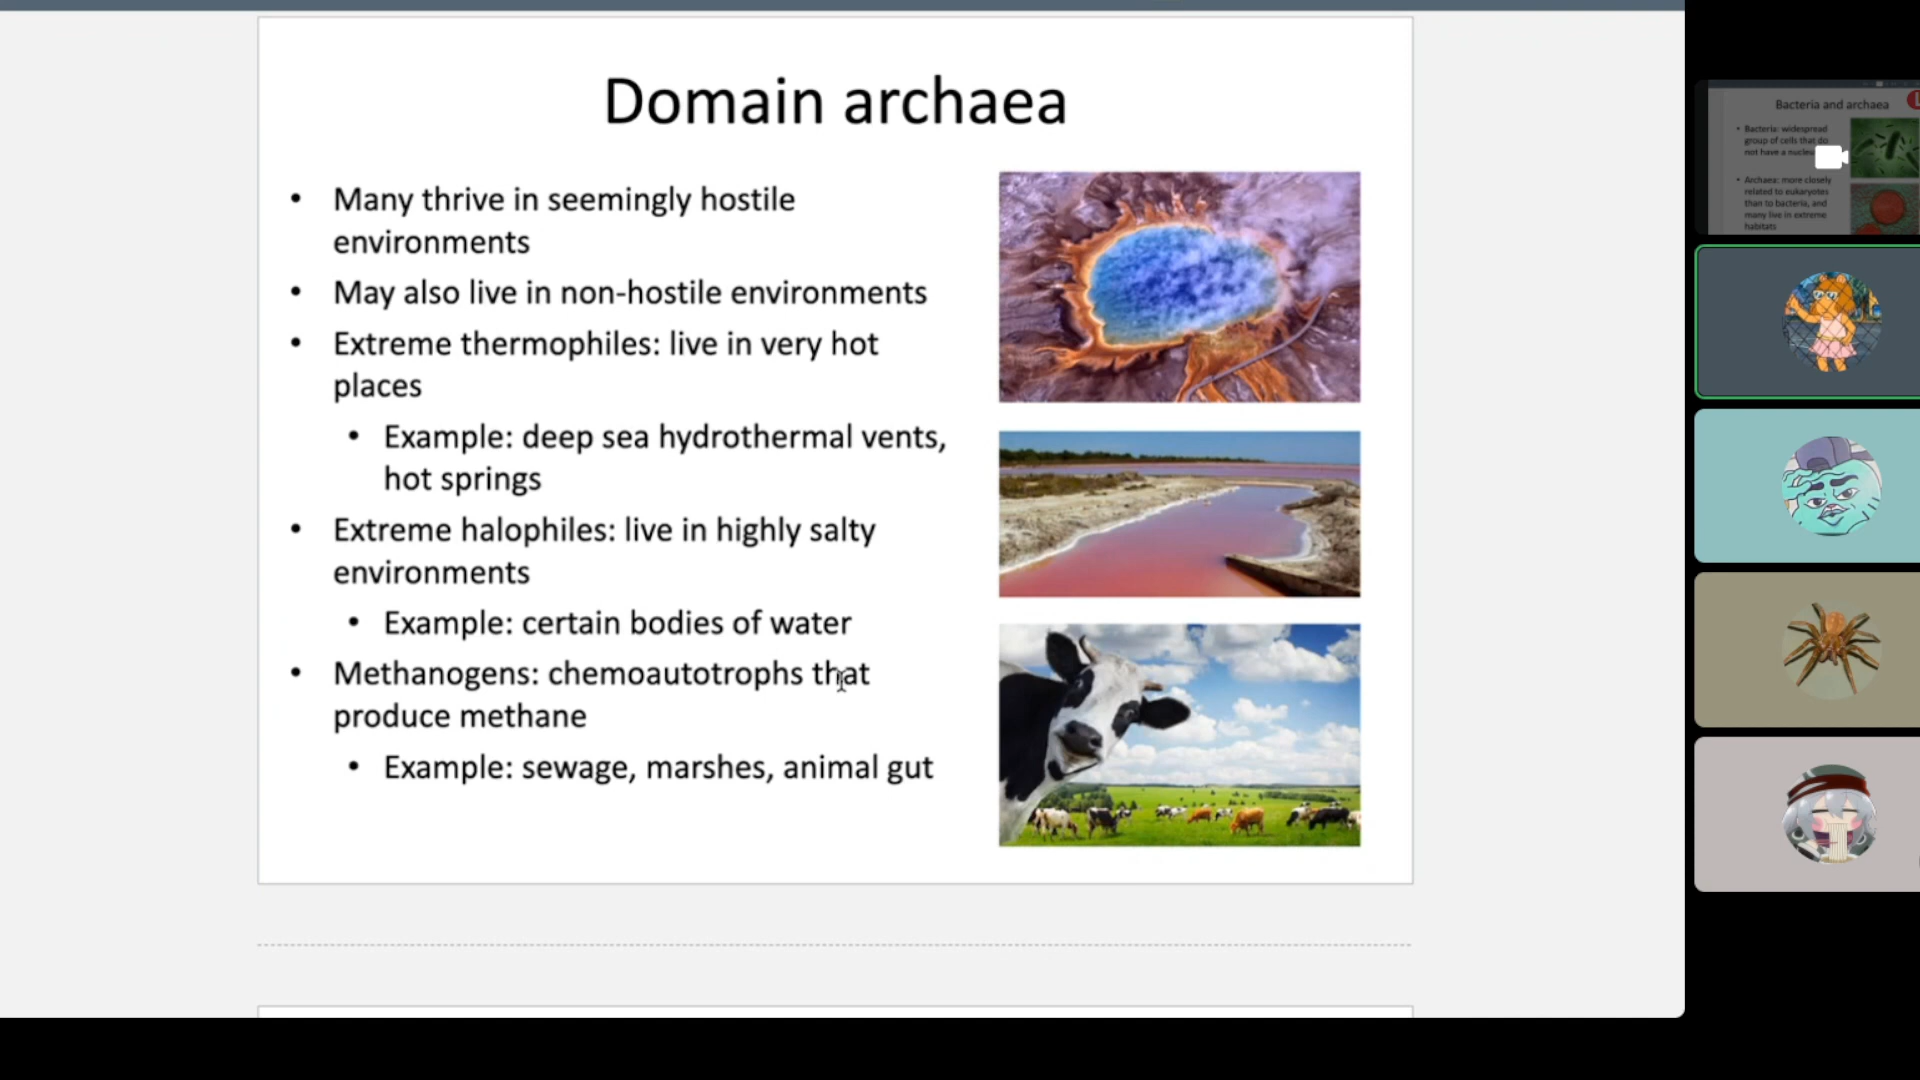 Domain archaea
• Many thrive in seemingly hostile
environments
• May also live in non-hostile environments
• Extreme thermophiles: live in very hot
places
• Example: deep sea hydrothermal vents,
hot springs
• Extreme halophiles: live in highly salty
environments
• Example: certain bodies of water
• Methanogens: chemoautotrophs that
produce methane
• Example: sewage, marshes, animal gut
Bacteria and archaea
• Bacteria: widespread
group of cells that do
not have a
• Archaea: more closely
related to eukaryotes
than to bacteria, and
many live in extreme
habitats